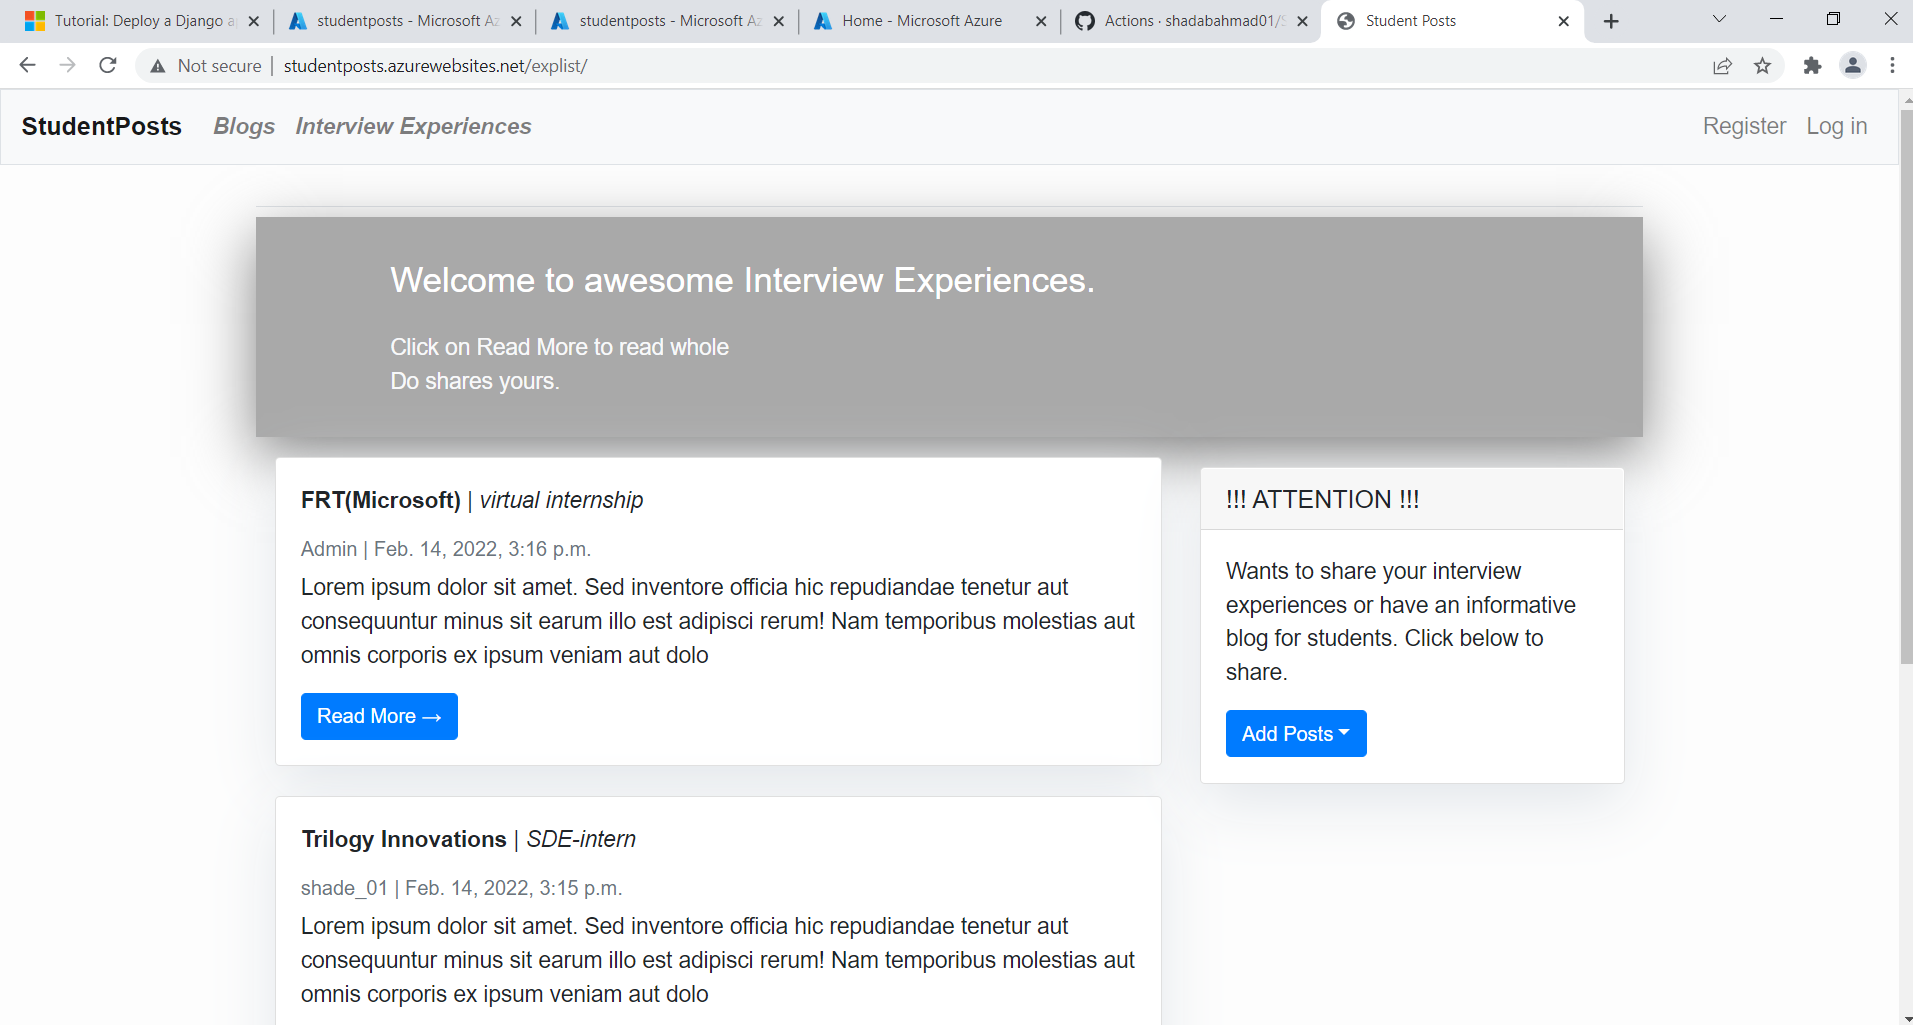 Tutorial: Deploy a Django a
studentposts - Microsoft Az
studentposts - Microsoft Az
Home - Microsoft Azure
Actions · shadabahmad01/S
Student Posts
Not secure | studentposts.azurewebsites.net/explist/
StudentPosts Blogs Interview Experiences Register Log in
Welcome to awesome Interview Experiences.
Click on Read More to read whole
Do shares yours.
FRT(Microsoft) | virtual internship
Admin | Feb. 14, 2022, 3:16 p.m.
Lorem ipsum dolor sit amet. Sed inventore officia hic repudiandae tenetur aut
consequuntur minus sit earum illo est adipisci rerum! Nam temporibus molestias aut
omnis corporis ex ipsum veniam aut dolo
Read More →
!!! ATTENTION !!!
Wants to share your interview
experiences or have an informative
blog for students. Click below to
share.
Add Posts
Trilogy Innovations | SDE-intern
shade_01 | Feb. 14, 2022, 3:15 p.m.
Lorem ipsum dolor sit amet. Sed inventore officia hic repudiandae tenetur aut
consequuntur minus sit earum illo est adipisci rerum! Nam temporibus molestias aut
omnis corporis ex ipsum veniam aut dolo